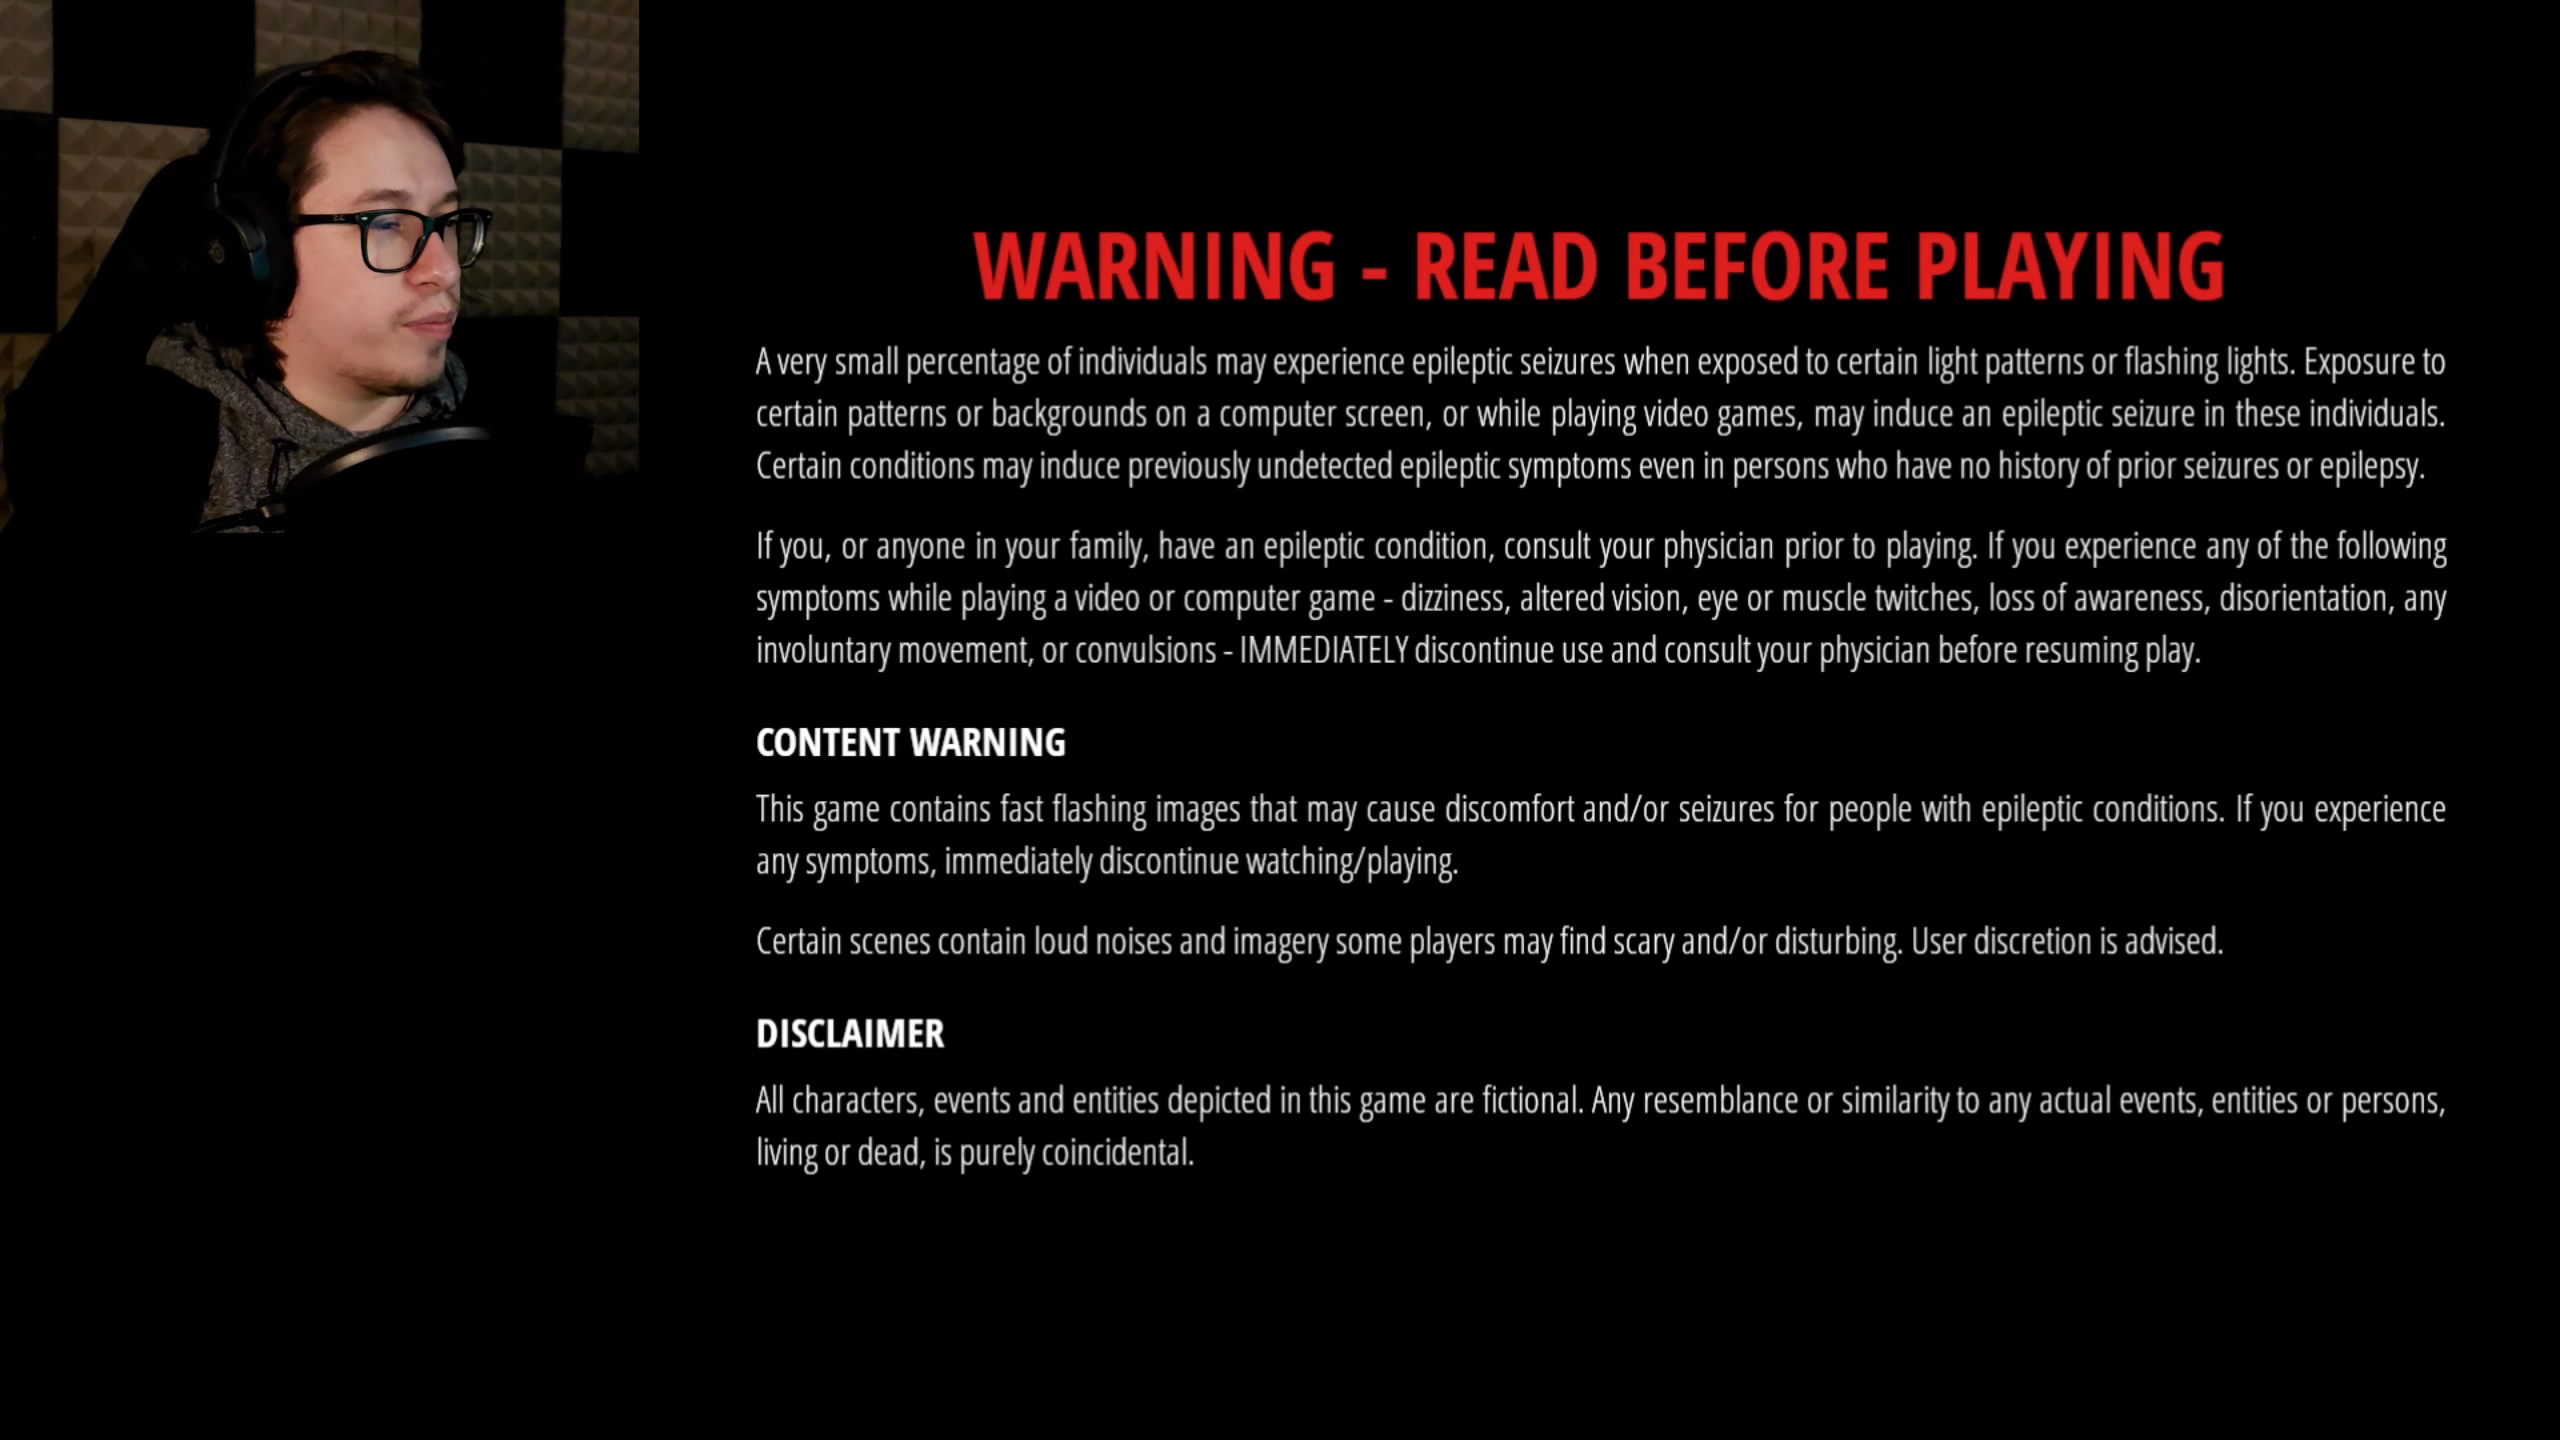 WARNING - READ BEFORE PLAYING
A very small percentage of individuals may experience epileptic seizures when exposed to certain light patterns or flashing lights. Exposure to
certain patterns or backgrounds on a computer screen, or while playing video games, may induce an epileptic seizure in these individuals.
Certain conditions may induce previously undetected epileptic symptoms even in persons who have no history of prior seizures or epilepsy.
If you, or anyone in your family, have an epileptic condition, consult your physician prior to playing. If you experience any of the following
symptoms while playing a video or computer game - dizziness, altered vision, eye or muscle twitches, loss of awareness, disorientation, any
involuntary movement, or convulsions - IMMEDIATELY discontinue use and consult your physician before resuming play.
CONTENT WARNING
This game contains fast flashing images that may cause discomfort and/or seizures for people with epileptic conditions. If you experience
any symptoms, immediately discontinue watching/playing.
Certain scenes contain loud noises and imagery some players may find scary and/or disturbing. User discretion is advised.
DISCLAIMER
All characters, events and entities depicted in this game are fictional. Any resemblance or similarity to any actual events, entities or persons,
living or dead, is purely coincidental.